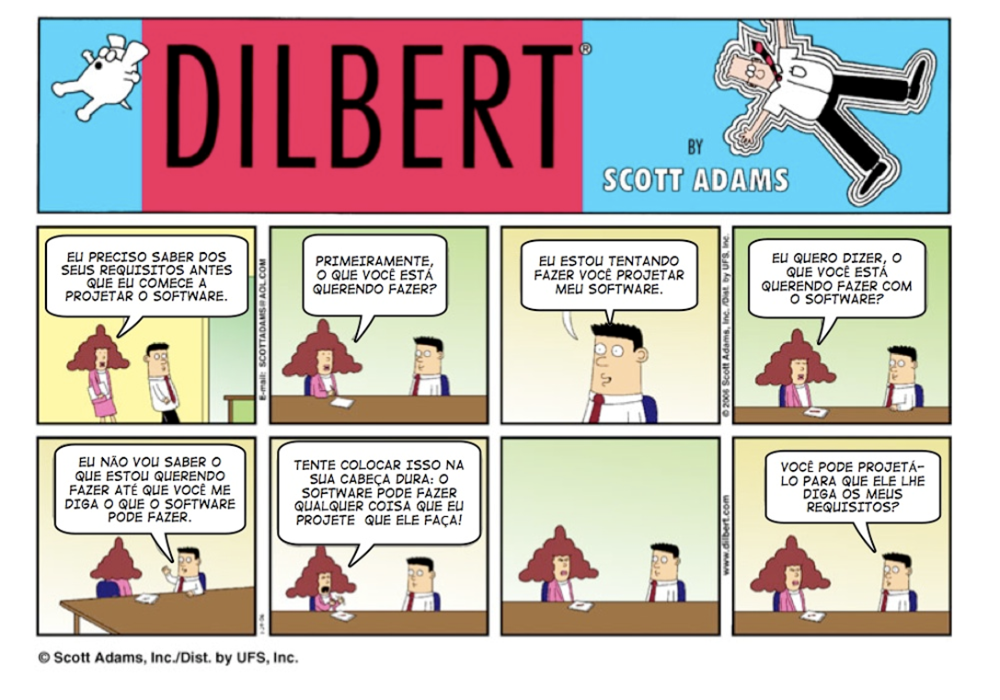 DILBERT®
BY
SCOTT ADAMS
EU PRECISO SABER DOS
SEUS REQUISITOS ANTES
QUE EU COMECE A
PROJETAR O SOFTWARE.
E-mail: SCOTTADAMS@AOL.COM
PRIMEIRAMENTE,
O QUE VOCÊ ESTÁ
QUERENDO FAZER?
EU ESTOU TENTANDO
FAZER VOCÊ PROJETAR
MEU SOFTWARE.
© 2006 Scott Adams, Inc./Dist. by UFS, Inc.
EU QUERO DIZER, O
QUE VOCÊ ESTÁ
QUERENDO FAZER COM
O SOFTWARE?
EU NÃO VOU SABER O
QUE ESTOU QUERENDO
FAZER ATÉ QUE VOCÊ ME
DIGA O QUE O SOFTWARE
PODE FAZER.
TENTE COLOCAR ISSO NA
SUA CABEÇA DURA: O
SOFTWARE PODE FAZER
QUALQUER COISA QUE EU
PROJETE QUE ELE FAÇA!
www.dilbert.com
VOCÊ PODE PROJETÁ-
LO PARA QUE ELE LHE
DIGA OS MEUS
REQUISITOS?
© Scott Adams, Inc./Dist. by UFS, Inc.